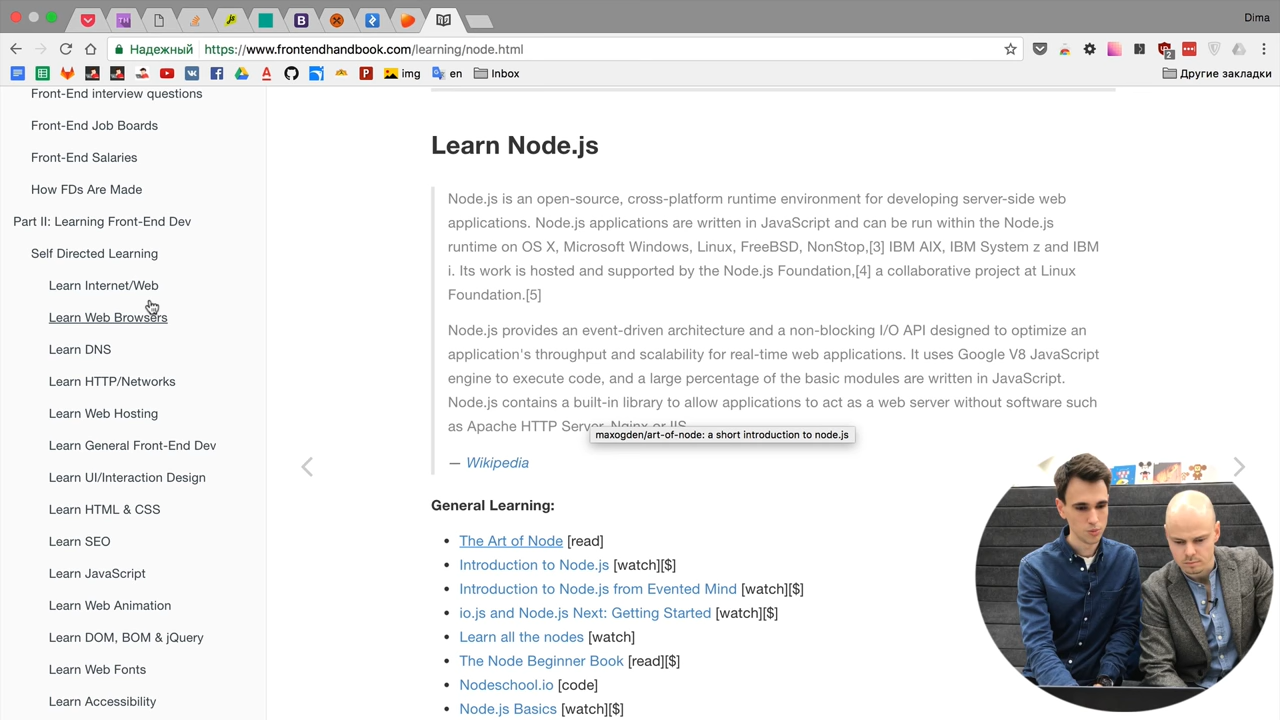 Dima
Надежный https://www.frontendhandbook.com/learning/node.html
2
img en Inbox Другие закладки
Front-End interview questions
Front-End Job Boards
Front-End Salaries
How FDs Are Made
Part II: Learning Front-End Dev
Self Directed Learning
Learn Internet/Web
Learn Web Browsers
Learn DNS
Learn HTTP/Networks
Learn Web Hosting
Learn General Front-End Dev
Learn UI/Interaction Design
Learn HTML & CSS
Learn SEO
Learn JavaScript
Learn Web Animation
Learn DOM, BOM & jQuery
Learn Web Fonts
Learn Accessibility
Learn Node.js
Node.js is an open-source, cross-platform runtime environment for developing server-side web
applications. Node.js applications are written in JavaScript and can be run within the Node.js
runtime on OS X, Microsoft Windows, Linux, FreeBSD, NonStop,[3] IBM AIX, IBM System z and IBM
i. Its work is hosted and supported by the Node.js Foundation,[4] a collaborative project at Linux
Foundation.[5]
Node.js provides an event-driven architecture and a non-blocking I/O API designed to optimize an
application's throughput and scalability for real-time web applications. It uses Google V8 JavaScript
engine to execute code, and a large percentage of the basic modules are written in JavaScript.
Node.js contains a built-in library to allow applications to act as a web server without software such
as Apache HTTP Server, Nginx or IIS.
maxogden/art-of-node: a short introduction to node.js
— Wikipedia
General Learning:
• The Art of Node [read]
• Introduction to Node.js [watch][$]
• Introduction to Node.js from Evented Mind [watch][$]
• io.js and Node.js Next: Getting Started [watch][$]
• Learn all the nodes [watch]
• The Node Beginner Book [read][$]
• Nodeschool.io [code]
• Node.js Basics [watch][$]